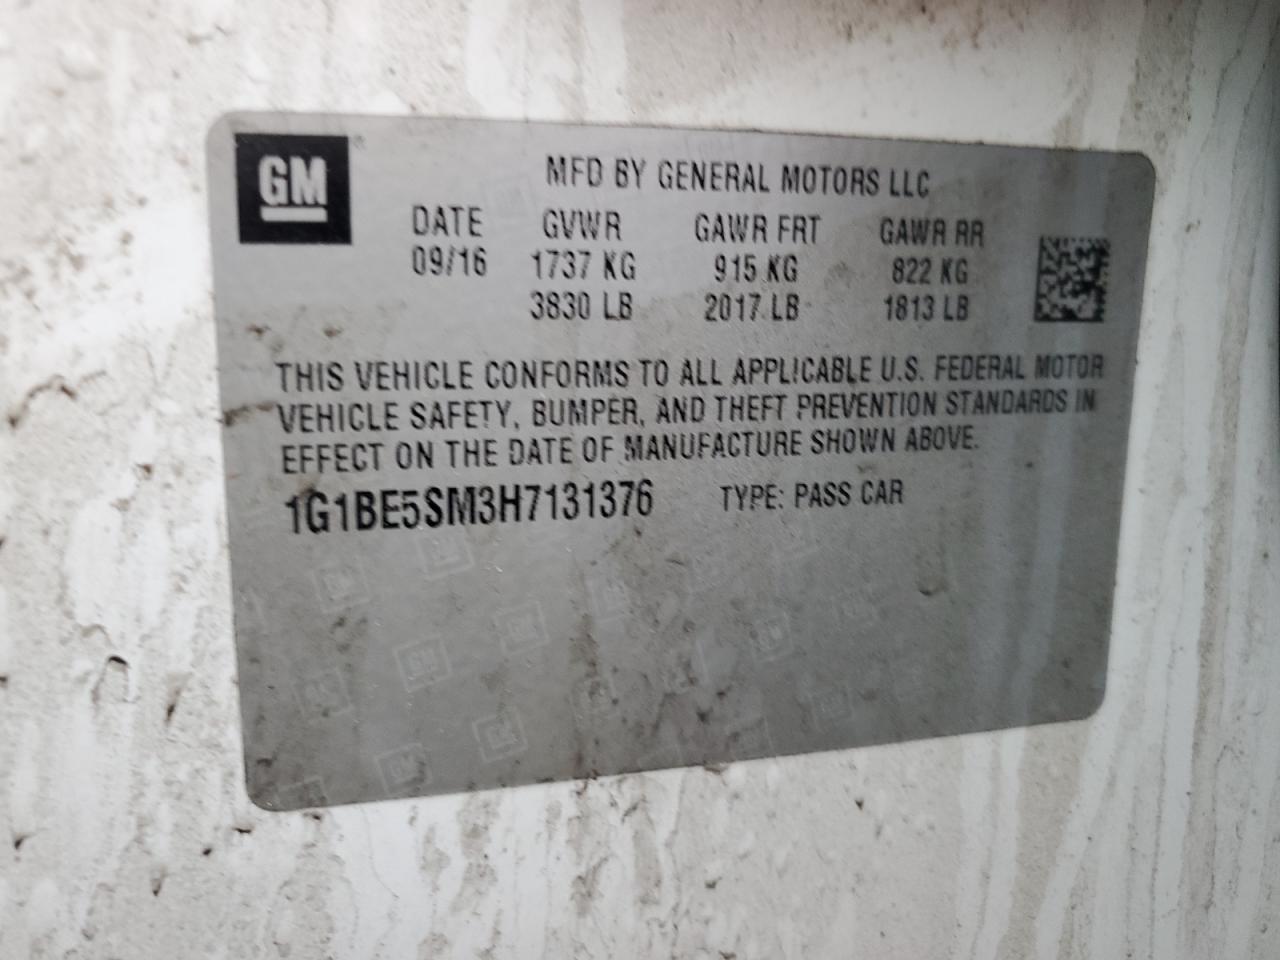 GM
MFD BY GENERAL MOTORS LLC
DATE GVWR GAWR FRT GAWR RR
09/16 1737 KG 915 KG 822 KG
3830 LB 2017 LB 1813 LB
THIS VEHICLE CONFORMS TO ALL APPLICABLE U.S. FEDERAL MOTOR
VEHICLE SAFETY, BUMPER, AND THEFT PREVENTION STANDARDS IN
EFFECT ON THE DATE OF MANUFACTURE SHOWN ABOVE.
1G1BE5SM3H7131376 TYPE: PASS CAR